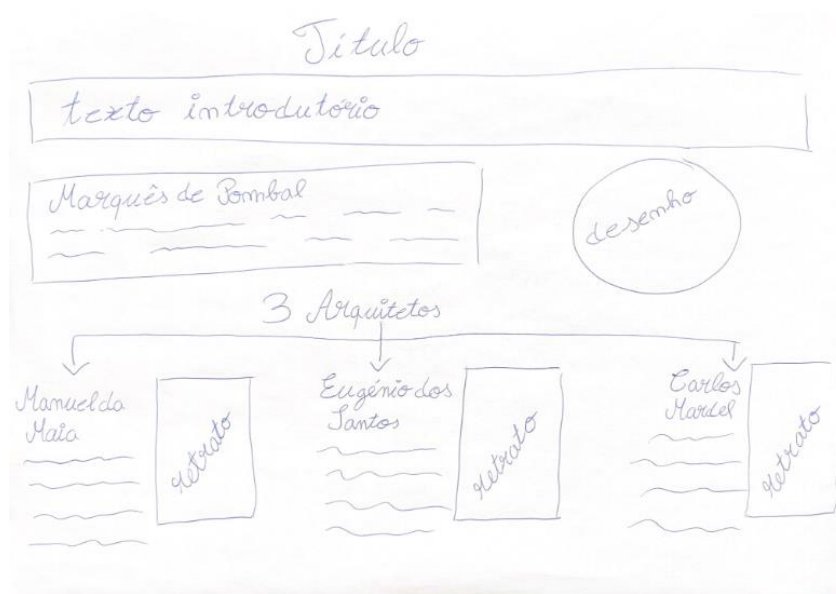 Título
texto introdutório
Marquês de Pombal
desenho
3 Arquitetos
Manuel da
Maia
retrato
Eugénio dos
Santos
retrato
Carlos
Mardel
retrato